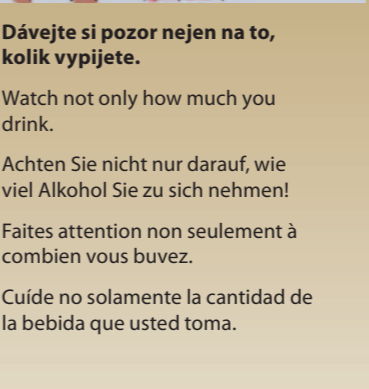 Dávejte si pozor nejen na to,
kolik vypijete.
Watch not only how much you
drink.
Achten Sie nicht nur darauf, wie
viel Alkohol Sie zu sich nehmen!
Faites attention non seulement à
combien vous buvez.
Cuíde no solamente la cantidad de
la bebida que usted toma.